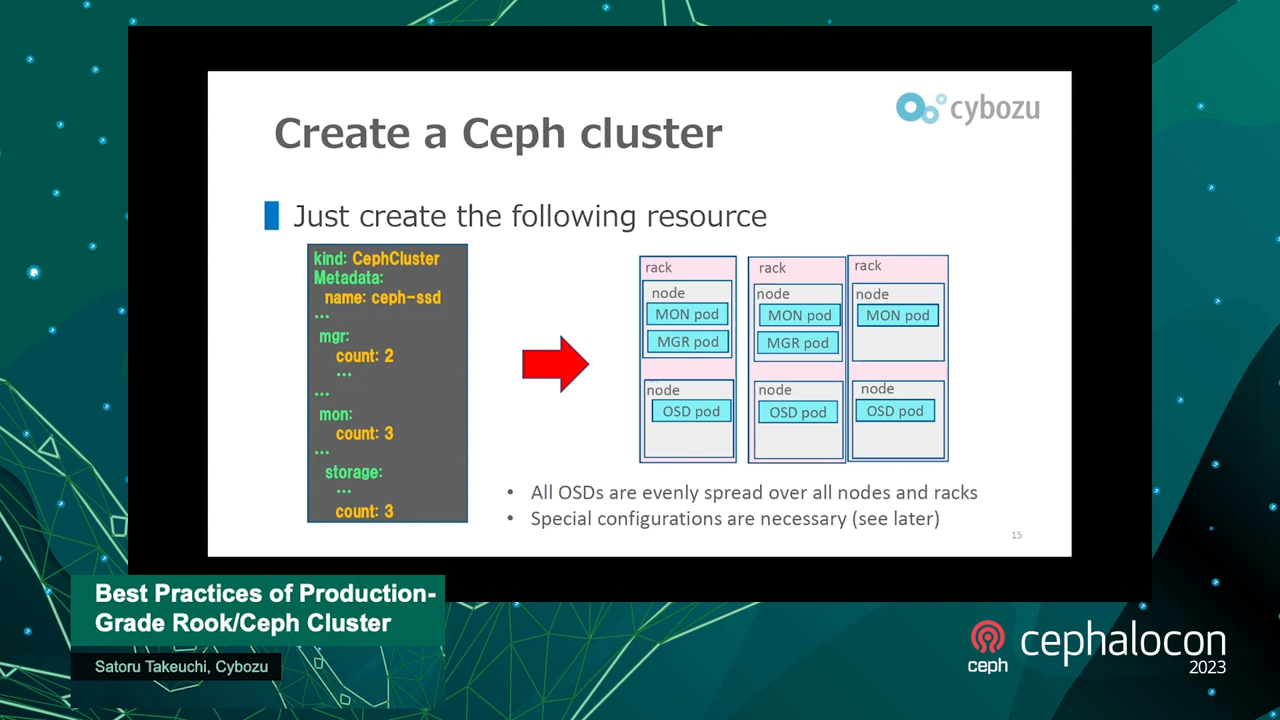 cybozu
Create a Ceph cluster
Just create the following resource
kind: CephCluster
Metadata:
name: ceph-ssd
...
mgr:
count: 2
...
...
mon:
count: 3
...
storage:
...
count: 3
rack
node
MON pod
MGR pod
node
OSD pod
rack
node
MON pod
MGR pod
node
OSD pod
rack
node
MON pod
node
OSD pod
• All OSDs are evenly spread over all nodes and racks
• Special configurations are necessary (see later)
15
Best Practices of Production-
Grade Rook/Ceph Cluster
Satoru Takeuchi, Cybozu
ceph
cephalocon
2023